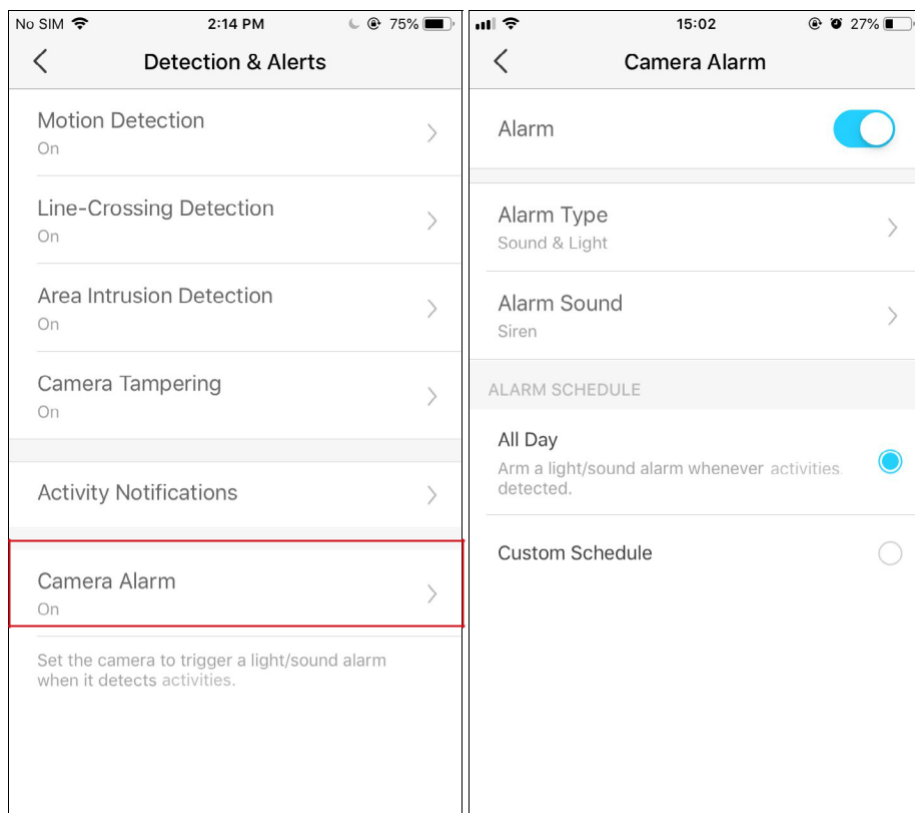 No SIM 2:14 PM 75%
Detection & Alerts
Motion Detection
On
Line-Crossing Detection
On
Area Intrusion Detection
On
Camera Tampering
On
Activity Notifications
Camera Alarm
On
Set the camera to trigger a light/sound alarm
when it detects activities.
15:02 27%
Camera Alarm
Alarm
Alarm Type
Sound & Light
Alarm Sound
Siren
ALARM SCHEDULE
All Day
Arm a light/sound alarm whenever activities
detected.
Custom Schedule